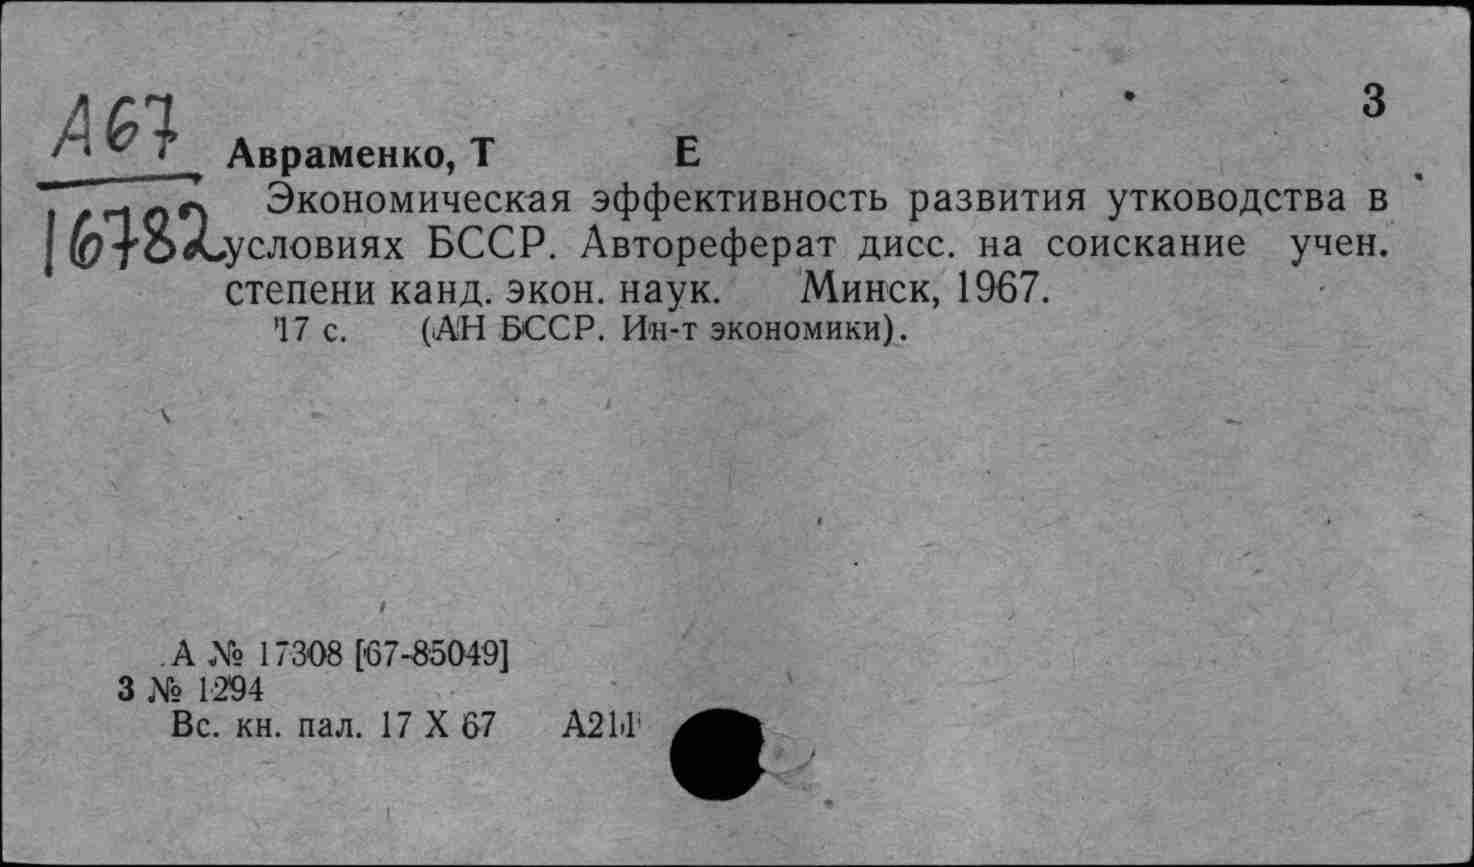 3
А67
Авраменко, Т Е
Экономическая эффективность развития утководства в
16782
условиях БССР. Автореферат дисс. на соискание учен.
степени канд. экон. наук. Минск, 1967.
17 с. (АН БССР. Ин-т экономики).
А № 17308 [67-85049]
3 № 1294
Вс. кн. пал. 17 X 67 А211